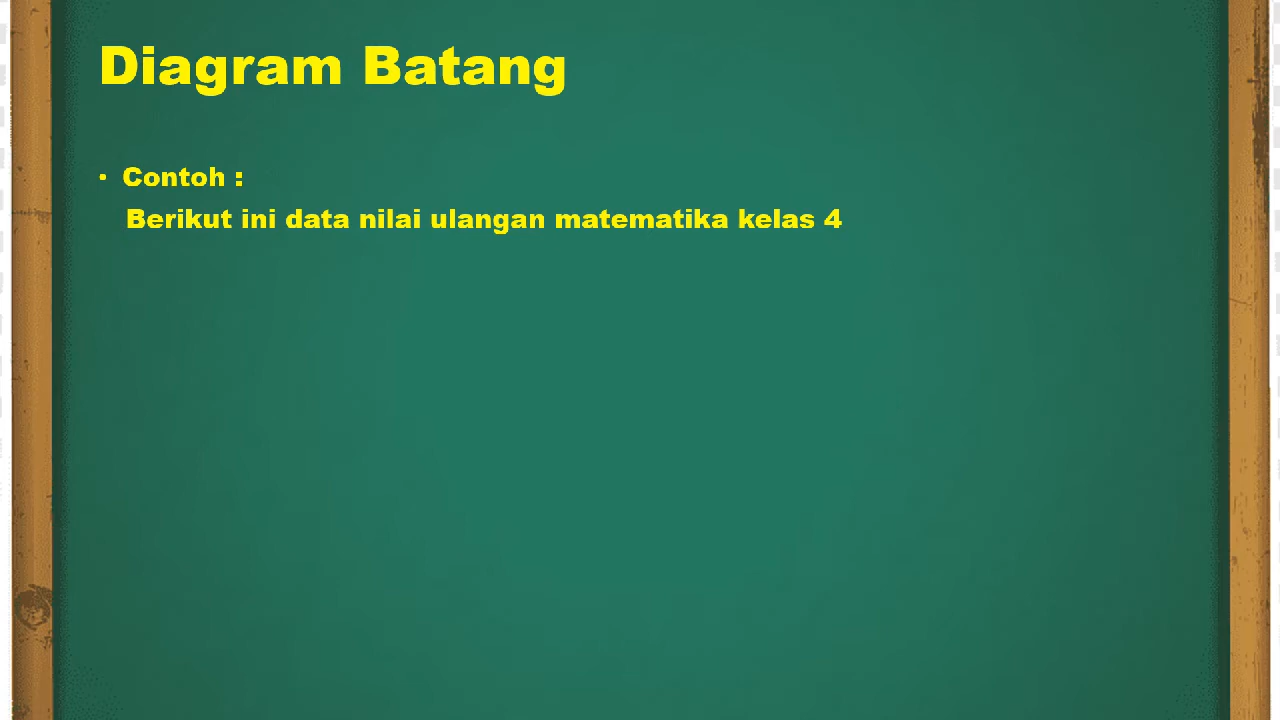 Diagram Batang
• Contoh :
Berikut ini data nilai ulangan matematika kelas 4